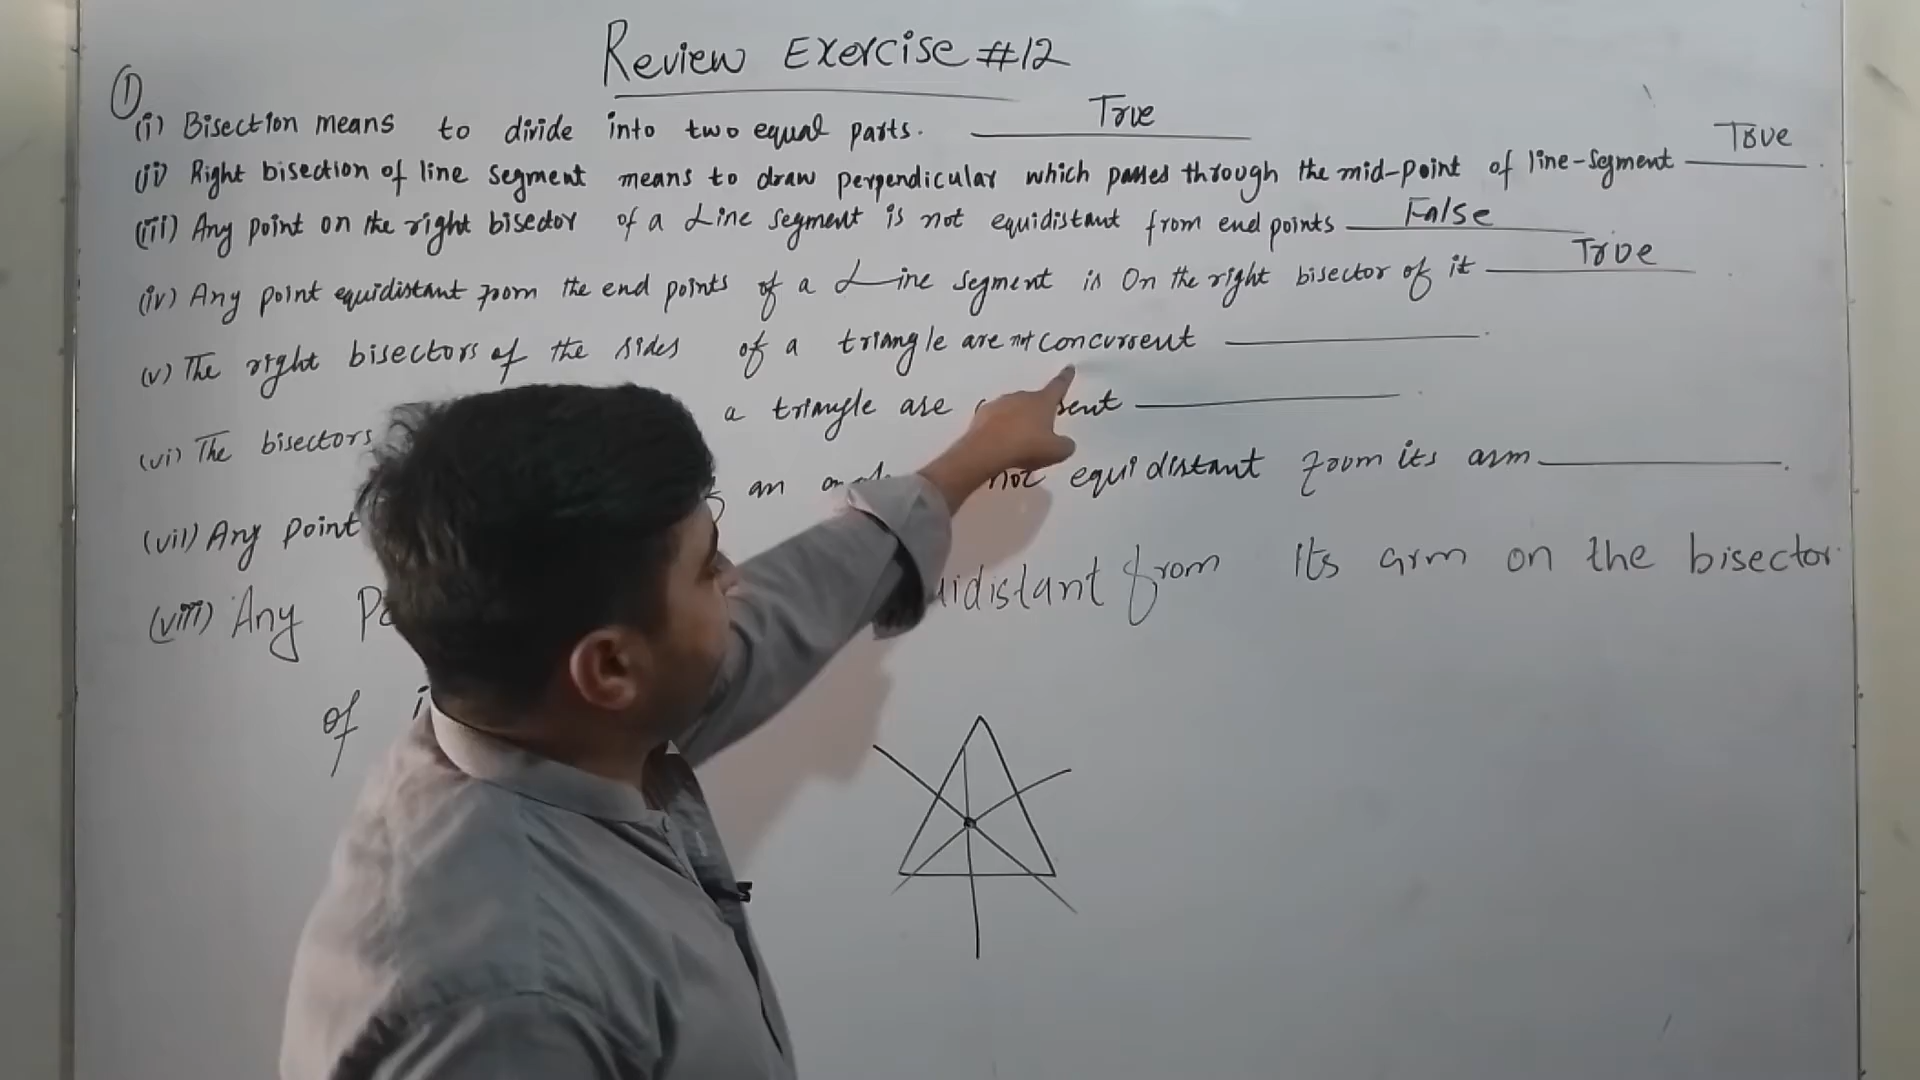 Review Exercise #12
①
(i) Bisection means to divide into two equal parts. True
(ii) Right bisection of line segment means to draw perpendicular which passes through the mid-point of line-segment True.
(iii) Any point on the right bisector of a Line segment is not equidistant from end points False
(iv) Any point equidistant from the end points of a Line segment is on the right bisector of it True
(v) The right bisectors of the sides of a triangle are not concurrent
(vi) The bisectors a triangle are
(vii) Any point an not equidistant from its arm
(viii) Any from its arm on the bisector
of